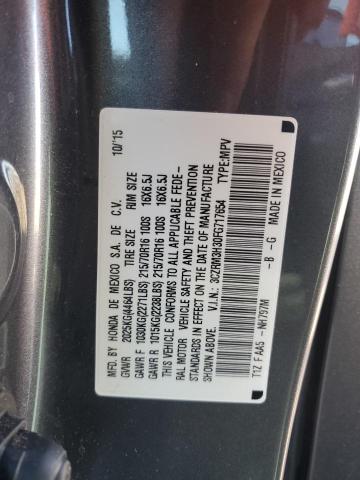 MFD. BY HONDA DE MEXICO S.A. DE C.V. 10/15
GVWR 2025KG(4464LBS) TIRE SIZE RIM SIZE
GAWR F 1030KG(2271LBS) 215/70R16 100S 16X6.5J
GAWR R 1015KG(2238LBS) 215/70R16 100S 16X6.5J
THIS VEHICLE CONFORMS TO ALL APPLICABLE FEDE-
RAL MOTOR VEHICLE SAFETY AND THEFT PREVENTION
STANDARDS IN EFFECT ON THE DATE OF MANUFACTURE
SHOWN ABOVE. V.I.N.: 3CZRM3H30FG717654 TYPE:MPV
T1Z F AA5 -NH797M -B -G MADE IN MEXICO